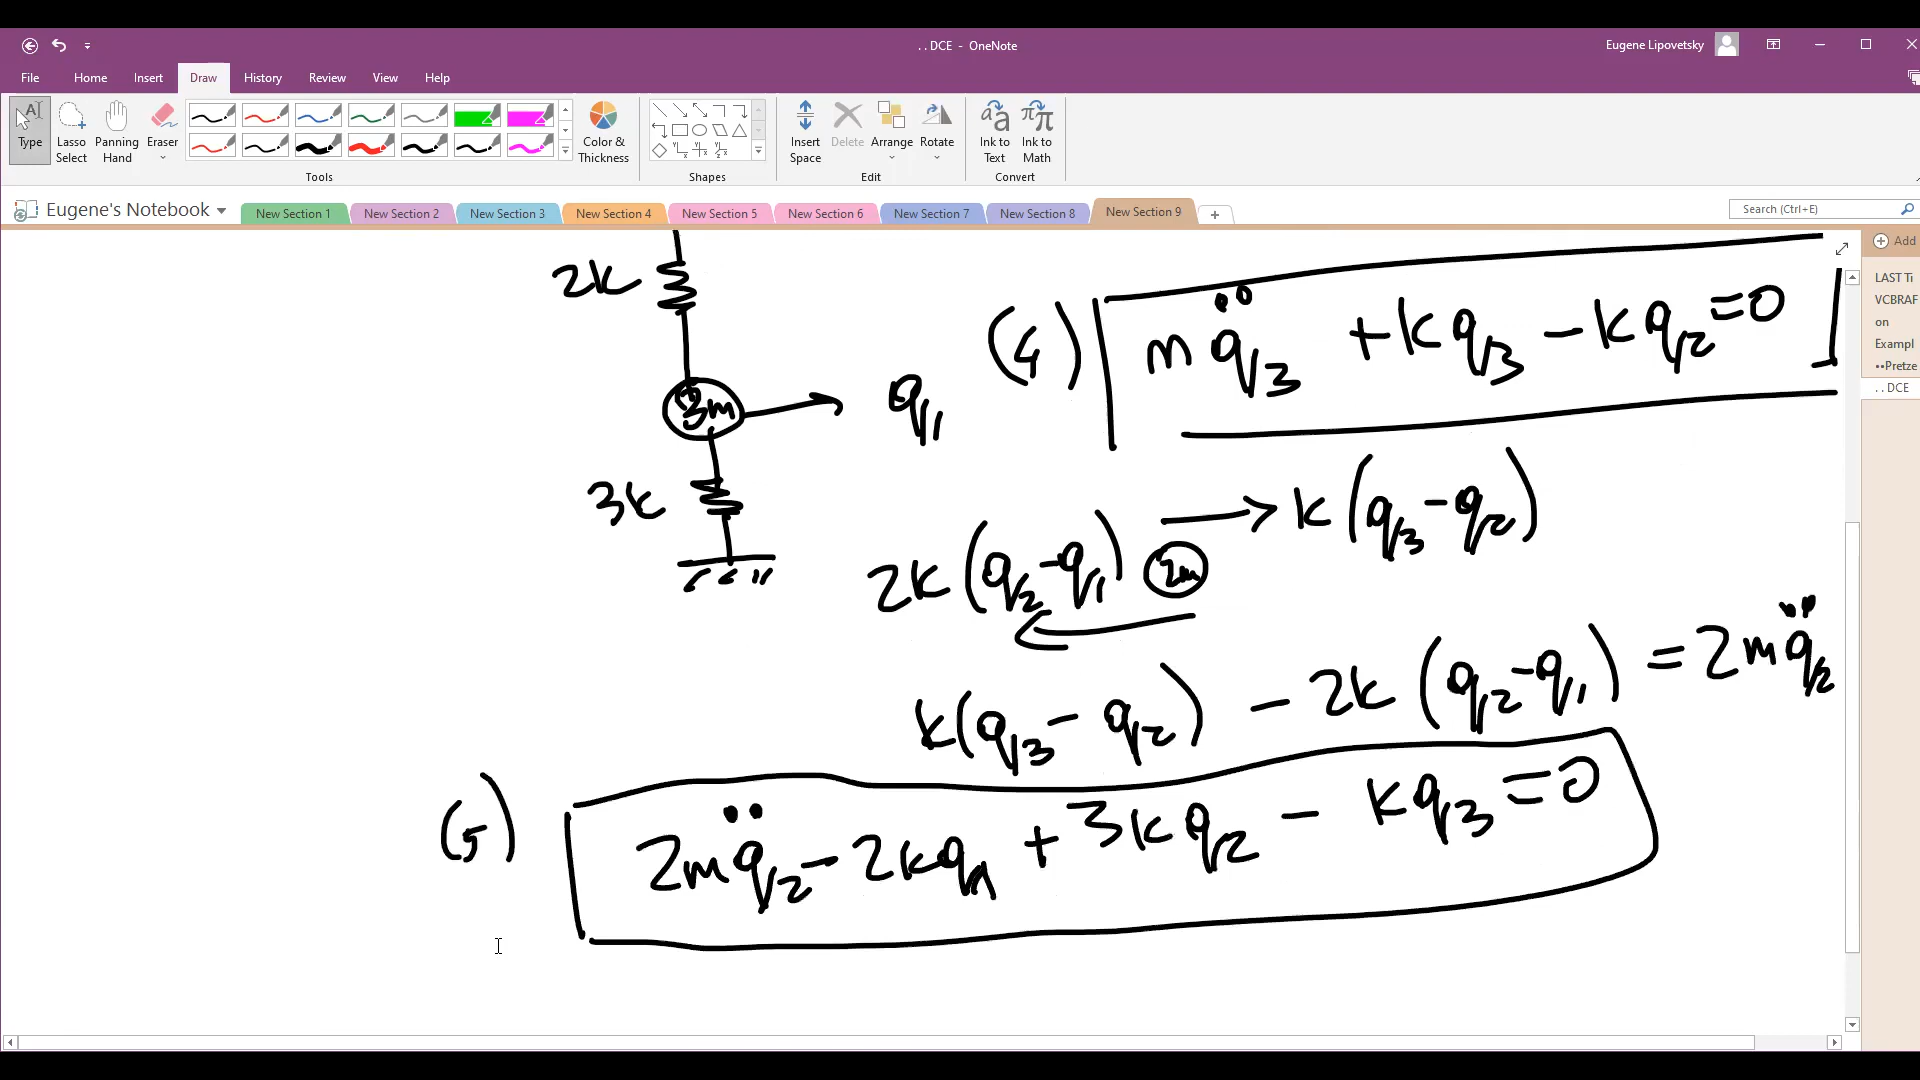 . . DCE - OneNote
Eugene Lipovetsky
File Home Insert Draw History Review View Help
Type
Lasso Select
Panning Hand
Eraser
Color & Thickness
Insert Space
Delete
Arrange
Rotate
Ink to Text
Ink to Math
Tools Shapes Edit Convert
Eugene's Notebook
New Section 1 New Section 2 New Section 3 New Section 4 New Section 5 New Section 6 New Section 7 New Section 8 New Section 9 +
Search (Ctrl+E)
Add
LAST Ti
VCBRAF
on
Exampl
••Pretze
. . DCE
2k
3m → q₁
3k
(4) mq̈₃ + kq₃ − kq₂ = 0
2k(q₂−q₁) 2m → k(q₃−q₂)
k(q₃ − q₂) − 2k(q₂−q₁) = 2mq̈₂
(5) 2mq̈₂ − 2kq₁ + 3kq₂ − kq₃ = 0